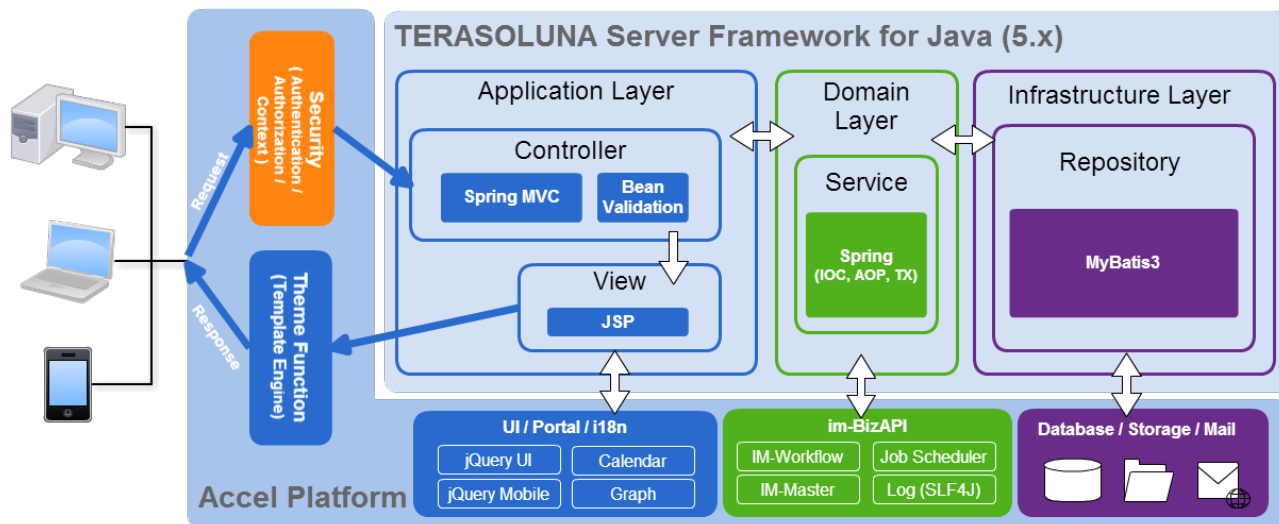 TERASOLUNA Server Framework for Java (5.x)
Request
Security
( Authentication /
Authorization /
Context )
Response
Theme Function
(Template Engine)
Application Layer
Controller
Spring MVC
Bean
Validation
View
JSP
Domain
Layer
Service
Spring
(IOC, AOP, TX)
Infrastructure Layer
Repository
MyBatis3
Accel Platform
UI / Portal / i18n
jQuery UI
Calendar
jQuery Mobile
Graph
im-BizAPI
IM-Workflow
Job Scheduler
IM-Master
Log (SLF4J)
Database / Storage / Mail